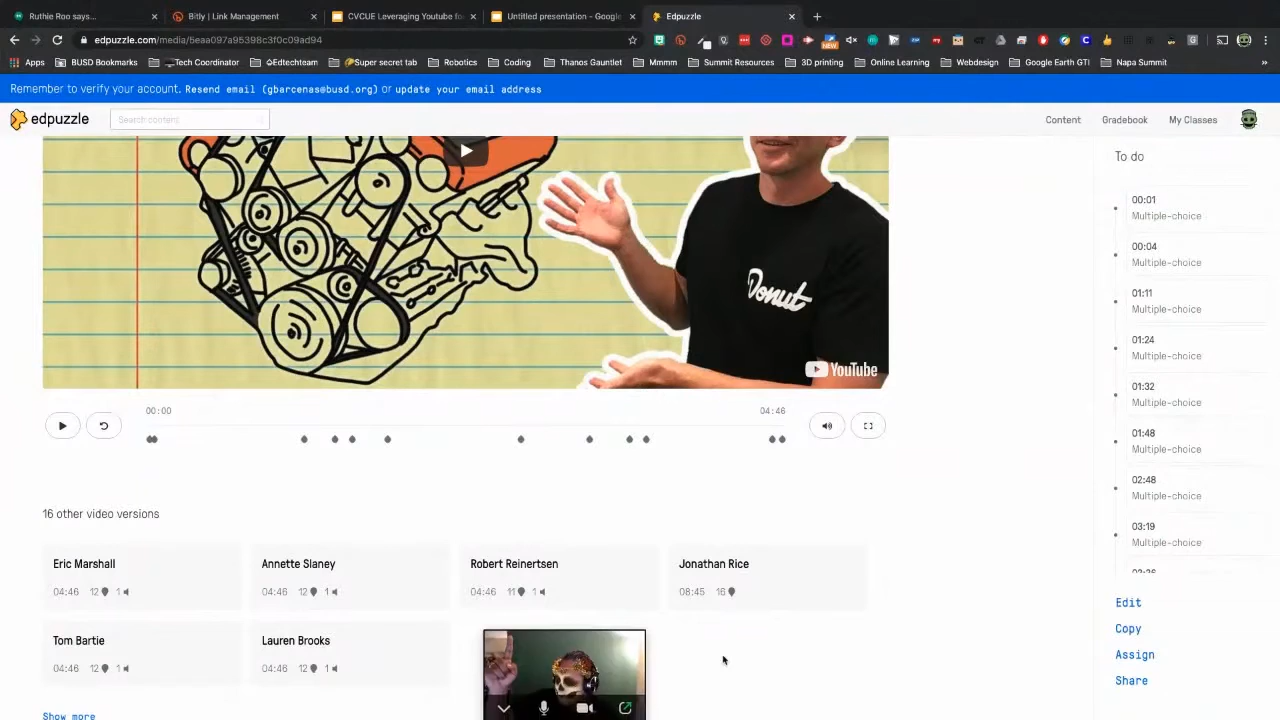 Ruthie Roo says...
Bitly | Link Management
CVCUE Leveraging Youtube fo
Untitled presentation - Google
Edpuzzle
edpuzzle.com/media/5eaa097a95398c3f0c09ad94
NEW
Apps
BUSD Bookmarks
Tech Coordinator
Edtechteam
Super secret tab
Robotics
Coding
Thanos Gauntlet
Mmmm
Summit Resources
3D printing
Online Learning
Webdesign
Google Earth GTI
Napa Summit
Remember to verify your account. Resend email (gbarcenas@busd.org) or update your email address
edpuzzle
Search content
Content
Gradebook
My Classes
Donut
YouTube
00:00
04:46
16 other video versions
Eric Marshall
04:46 12 1
Annette Slaney
04:46 12 1
Robert Reinertsen
04:46 11 1
Jonathan Rice
08:45 16
Tom Bartie
04:46 12 1
Lauren Brooks
04:46 12 1
Show more
To do
00:01
Multiple-choice
00:04
Multiple-choice
01:11
Multiple-choice
01:24
Multiple-choice
01:32
Multiple-choice
01:48
Multiple-choice
02:48
Multiple-choice
03:19
Multiple-choice
Edit
Copy
Assign
Share